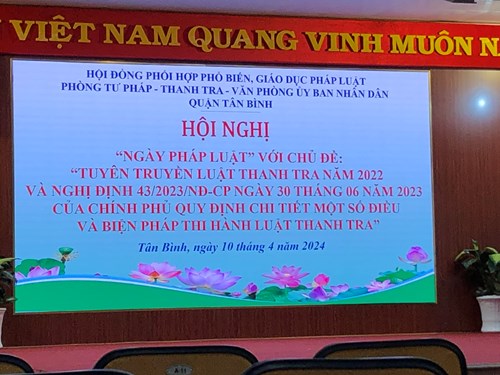 VIỆT NAM QUANG VINH MUÔN N
HỘI ĐỒNG PHỐI HỢP PHỔ BIẾN, GIÁO DỤC PHÁP LUẬT
PHÒNG TƯ PHÁP - THANH TRA - VĂN PHÒNG ỦY BAN NHÂN DÂN
QUẬN TÂN BÌNH
HỘI NGHỊ
“NGÀY PHÁP LUẬT” VỚI CHỦ ĐỀ:
“TUYÊN TRUYỀN LUẬT THANH TRA NĂM 2022
VÀ NGHỊ ĐỊNH 43/2023/NĐ-CP NGÀY 30 THÁNG 06 NĂM 2023
CỦA CHÍNH PHỦ QUY ĐỊNH CHI TIẾT MỘT SỐ ĐIỀU
VÀ BIỆN PHÁP THI HÀNH LUẬT THANH TRA”
Tân Bình, ngày 10 tháng 4 năm 2024